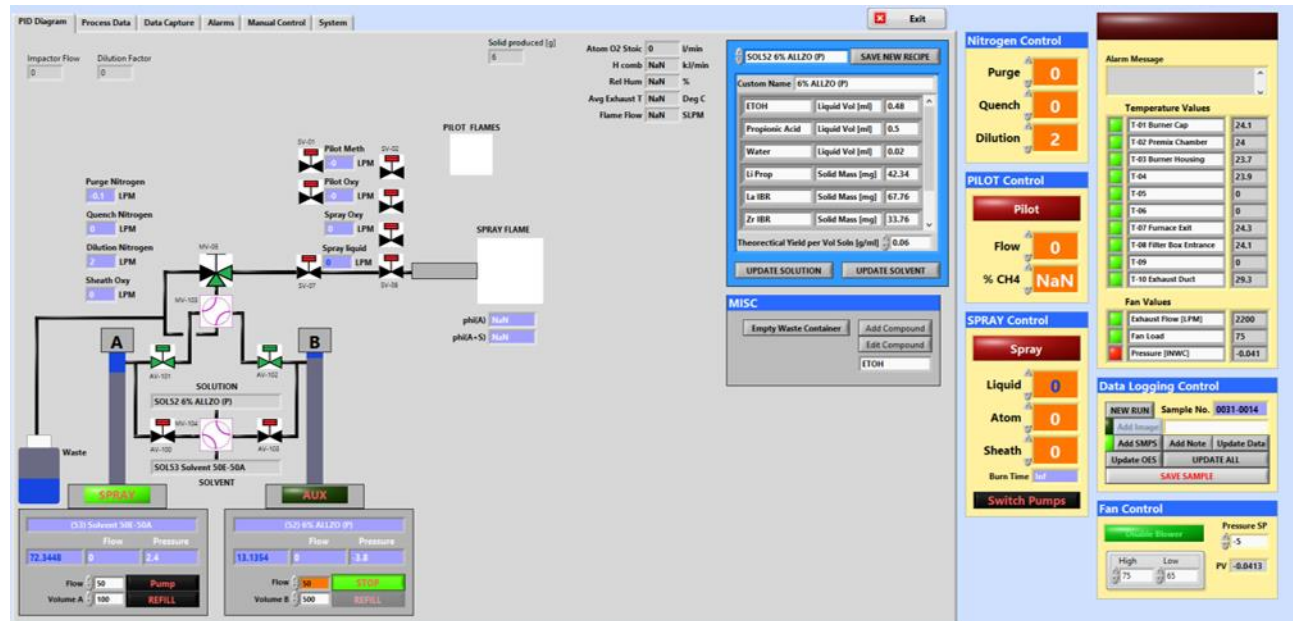 PID Diagram Process Data Data Capture Alarms Manual Control System
Exit
Impactor Flow Dilution Factor
0 0
Solid produced [g]
6
Atom O2 Stoic 0 l/min
H comb NaN kJ/min
Rel Hum NaN %
Avg Exhaust T NaN Deg C
Flame Flow NaN SLPM
PILOT FLAMES
SV-01 Pilot Meth SV-02
-0 LPM
Pilot Oxy
-0 LPM
Spray Oxy
0 LPM
Spray liquid
0 LPM
SV-07
SPRAY FLAME
phi(A) NaN
phi(A+S) NaN
Purge Nitrogen
-0.1 LPM
Quench Nitrogen
0 LPM
Dilution Nitrogen
2 LPM
Sheath Oxy
0 LPM
MV-103
A B
AV-101 AV-102
SOLUTION
SOL52 6% ALLZO (P)
MV-104
AV-100
SOL53 Solvent 50E-50A
SOLVENT
Waste
SPRAY AUX
(53) Solvent 50E-50A
Flow Pressure
72.3448 0 2.4
Flow 50 Pump
Volume A 100 REFILL
(52) 6% ALLZO (P)
Flow Pressure
13.1354 0 -3.8
Flow 50 STOP
Volume B 500 REFILL
SOL52 6% ALLZO (P) SAVE NEW RECIPE
Custom Name 6% ALLZO (P)
ETOH Liquid Vol [ml] 0.48
Propionic Acid Liquid Vol [ml] 0.5
Water Liquid Vol [ml] 0.02
Li Prop Solid Mass [mg] 42.34
La IBR Solid Mass [mg] 67.76
Zr IBR Solid Mass [mg] 33.76
Theorectical Yield per Vol Soln [g/ml] 0.06
UPDATE SOLUTION UPDATE SOLVENT
MISC
Empty Waste Container Add Compound
Edit Compound
ETOH
Nitrogen Control
Purge 0
Quench 0
Dilution 2
PILOT Control
Pilot
Flow 0
% CH4 NaN
SPRAY Control
Spray
Liquid 0
Atom 0
Sheath 0
Burn Time Inf
Switch Pumps
Alarm Message
Temperature Values
T-01 Burner Cap 24.1
T-02 Premix Chamber 24
T-03 Burner Housing 23.7
T-04 23.9
T-05 0
T-06 0
T-07 Furnace Exit 24.3
T-08 Filter Box Entrance 24.1
T-09 0
T-10 Exhaust Duct 29.3
Fan Values
Exhaust Flow [LPM] 2200
Fan Load 75
Pressure [INWC] -0.041
Data Logging Control
NEW RUN Sample No. 0031-0014
Add Image
Add SMPS Add Note Update Data
Update OES UPDATE ALL
SAVE SAMPLE
Fan Control
Disable Blower Pressure SP
-5
High Low
75 65
PV -0.0413